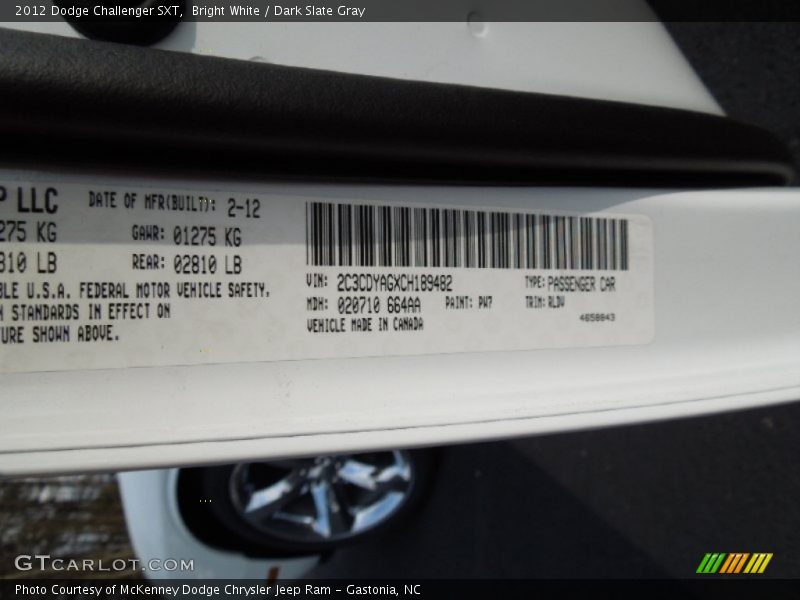 2012 Dodge Challenger SXT, Bright White / Dark Slate Gray
P LLC
DATE OF MFR(BUILT): 2-12
275 KG
GAWR: 01275 KG
810 LB
REAR: 02810 LB
BLE U.S.A. FEDERAL MOTOR VEHICLE SAFETY,
N STANDARDS IN EFFECT ON
URE SHOWN ABOVE.
VIN: 2C3CDYAGXCH189482
TYPE: PASSENGER CAR
MDH: 020710 664AA
PAINT: PW7
TRIM: RLDV
VEHICLE MADE IN CANADA
4658843
GTCARLOT.COM
Photo Courtesy of McKenney Dodge Chrysler Jeep Ram - Gastonia, NC